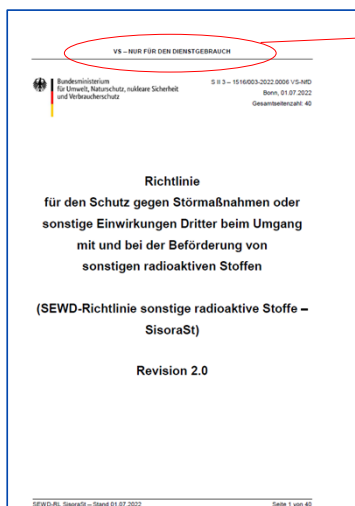 VS – NUR FÜR DEN DIENSTGEBRAUCH
Bundesministerium
für Umwelt, Naturschutz, nukleare Sicherheit
und Verbraucherschutz
S II 3 – 1516/003-2022.0006 VS-NfD
Bonn, 01.07.2022
Gesamtseitenzahl: 40
Richtlinie
für den Schutz gegen Störmaßnahmen oder
sonstige Einwirkungen Dritter beim Umgang
mit und bei der Beförderung von
sonstigen radioaktiven Stoffen
(SEWD-Richtlinie sonstige radioaktive Stoffe –
SisoraSt)
Revision 2.0
SEWD-RL SisoraSt – Stand 01.07.2022
Seite 1 von 40